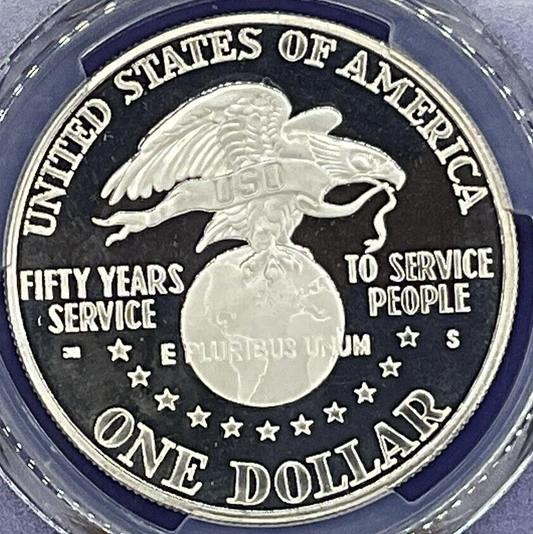 UNITED STATES OF AMERICA
USO
FIFTY YEARS
SERVICE
TO SERVICE
PEOPLE
E PLURIBUS UNUM
S
ONE DOLLAR